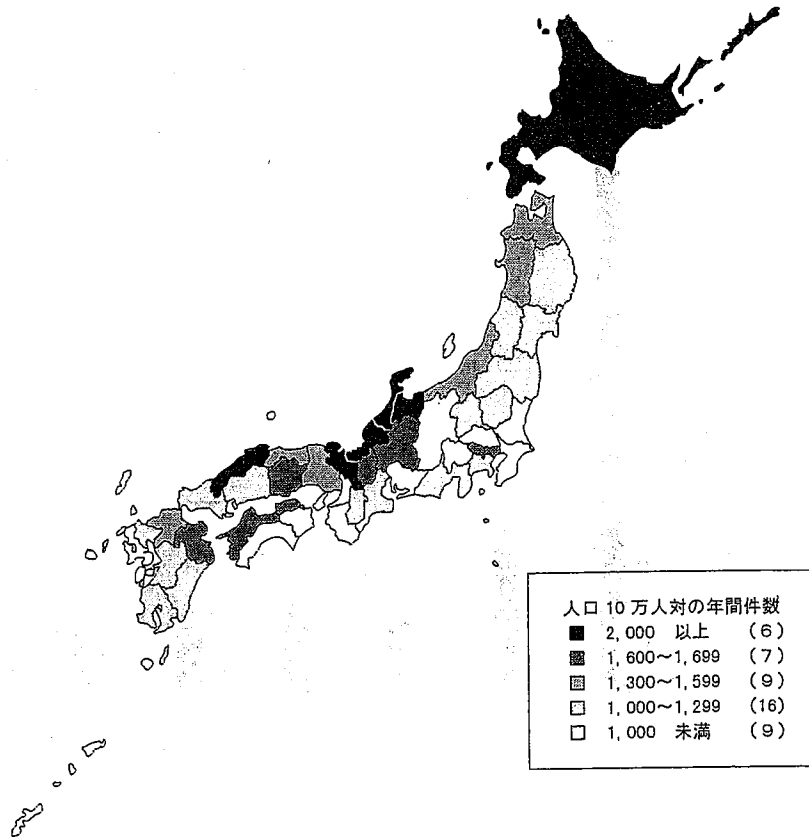 人口 10 万人対の年間件数
2,000 以上 (6)
1,600～1,699 (7)
1,300～1,599 (9)
1,000～1,299 (16)
1,000 未満 (9)